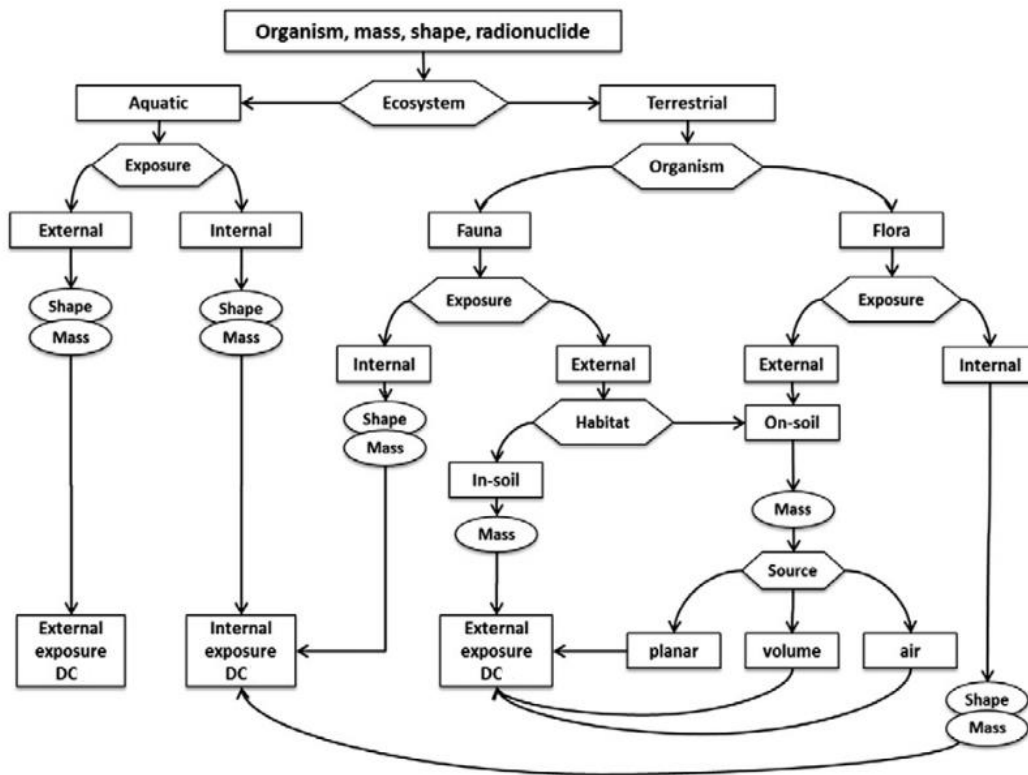 Organism, mass, shape, radionuclide
Aquatic
Ecosystem
Terrestrial
Exposure
Organism
External
Internal
Fauna
Flora
Shape
Mass
Shape
Mass
Exposure
Exposure
Internal
External
External
Internal
Shape
Mass
Habitat
On-soil
In-soil
Mass
Mass
Source
External
exposure
DC
Internal
exposure
DC
External
exposure
DC
planar
volume
air
Shape
Mass